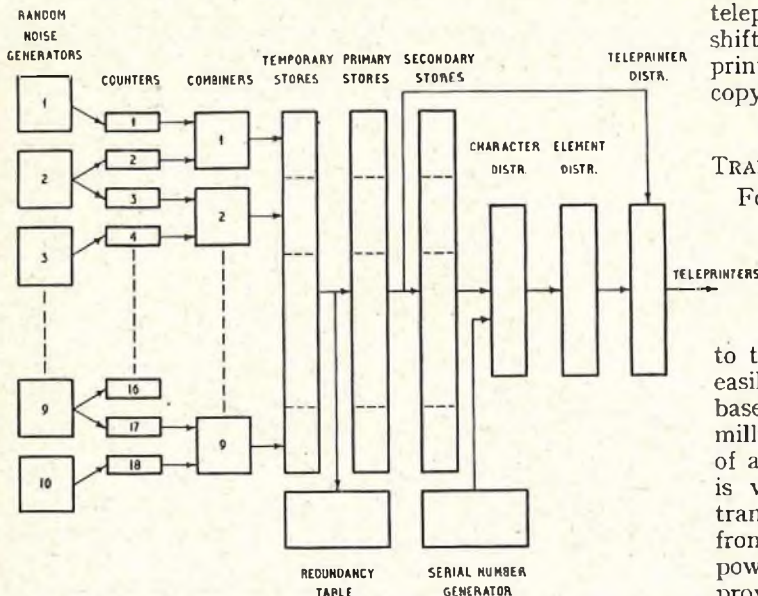 RANDOM
NOISE
GENERATORS
COUNTERS
COMBINERS
TEMPORARY
STORES
PRIMARY
STORES
SECONDARY
STORES
TELEPRINTER
DISTR.
CHARACTER
DISTR.
ELEMENT
DISTR.
1
2
3
9
10
1
2
3
4
16
17
18
1
2
9
TELEPRINTERS
REDUNDANCY
TABLE
SERIAL NUMBER
GENERATOR
telep
shift
print
copy
TRA
Fo
to t
easil
base
mill
of a
is v
tran
from
pow
prov